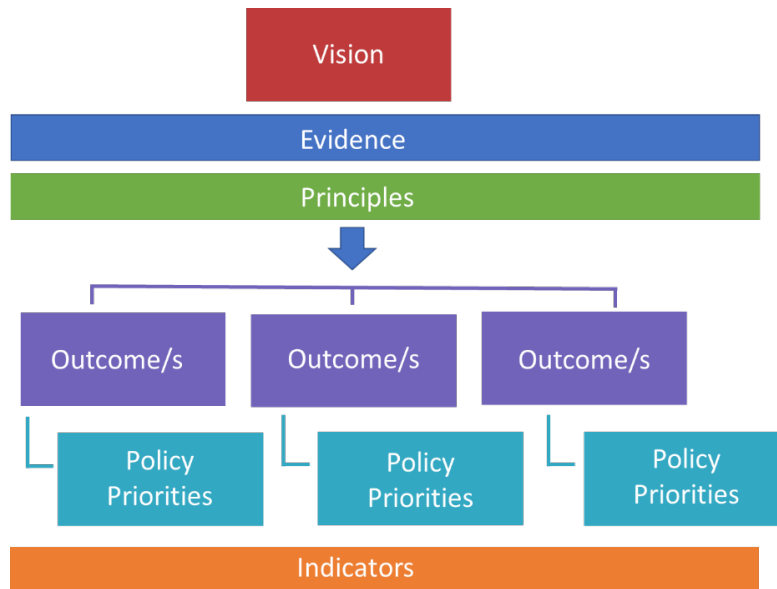 Vision
Evidence
Principles
Outcome/s
Outcome/s
Outcome/s
Policy
Priorities
Policy
Priorities
Policy
Priorities
Indicators